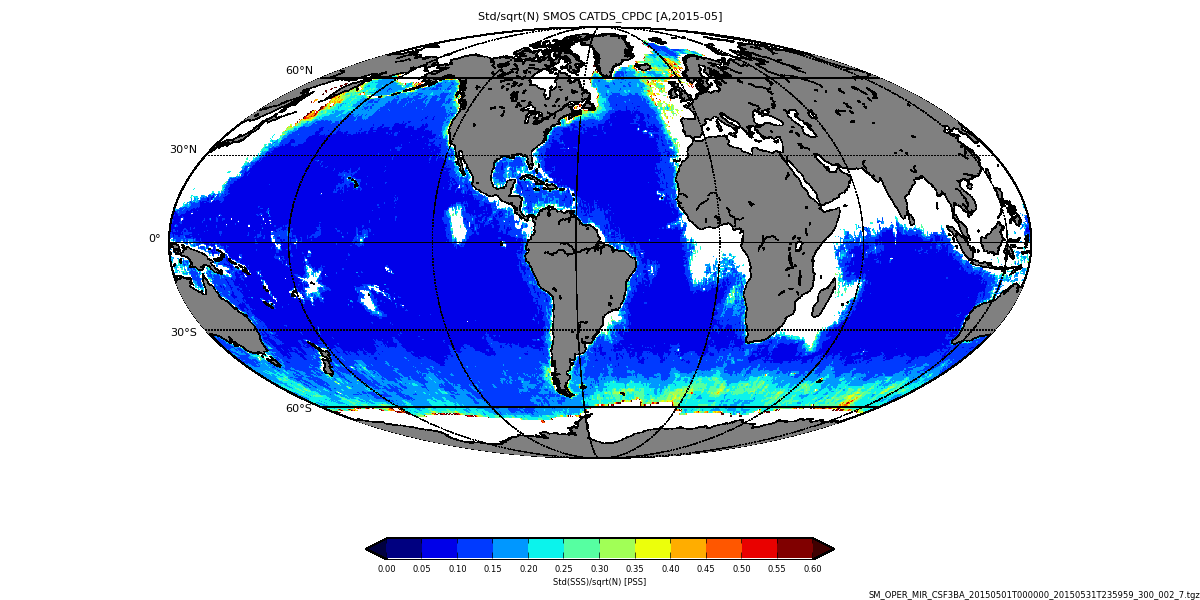 Std/sqrt(N) SMOS CATDS_CPDC [A,2015-05]
60°N
30°N
0°
30°S
60°S
0.00 0.05 0.10 0.15 0.20 0.25 0.30 0.35 0.40 0.45 0.50 0.55 0.60
Std(SSS)/sqrt(N) [PSS]
SM_OPER_MIR_CSF3BA_20150501T000000_20150531T235959_300_002_7.tgz